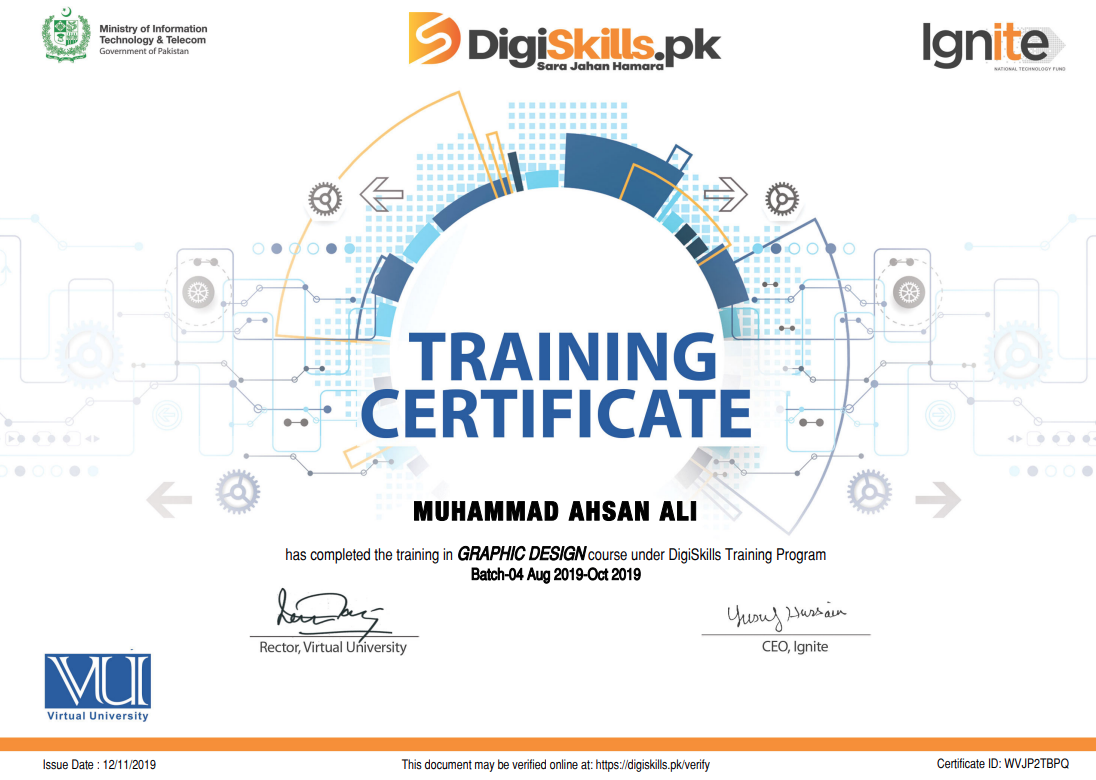 Ministry of Information
Technology & Telecom
Government of Pakistan
DigiSkills.pk
Sara Jahan Hamara
Ignite
NATIONAL TECHNOLOGY FUND
TRAINING
CERTIFICATE
MUHAMMAD AHSAN ALI
has completed the training in GRAPHIC DESIGN course under DigiSkills Training Program
Batch-04 Aug 2019-Oct 2019
Yusuf Hussain
Rector, Virtual University
CEO, Ignite
VU
Virtual University
Issue Date : 12/11/2019
This document may be verified online at: https://digiskills.pk/verify
Certificate ID: WVJP2TBPQ